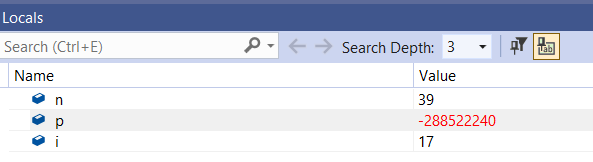 Locals
Search (Ctrl+E) Search Depth: 3
Name Value
n 39
p -288522240
i 17